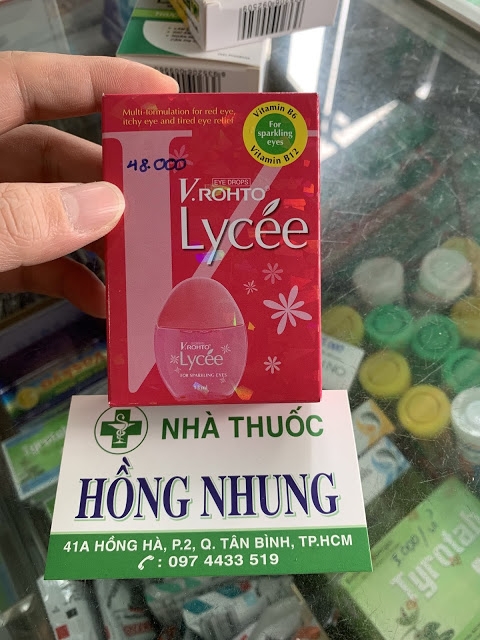 Multi-formulation for red eye,
itchy eye and tired eye relief
Vitamin B6
For
sparkling
eyes
Vitamin B12
48.000
EYE DROPS
V.ROHTO
Lycée
V.ROHTO
Lycée
FOR SPARKLING EYES
NHÀ THUỐC
HỒNG NHUNG
41A HỒNG HÀ, P.2, Q. TÂN BÌNH, TP.HCM
: 097 4433 519
Tyrotab